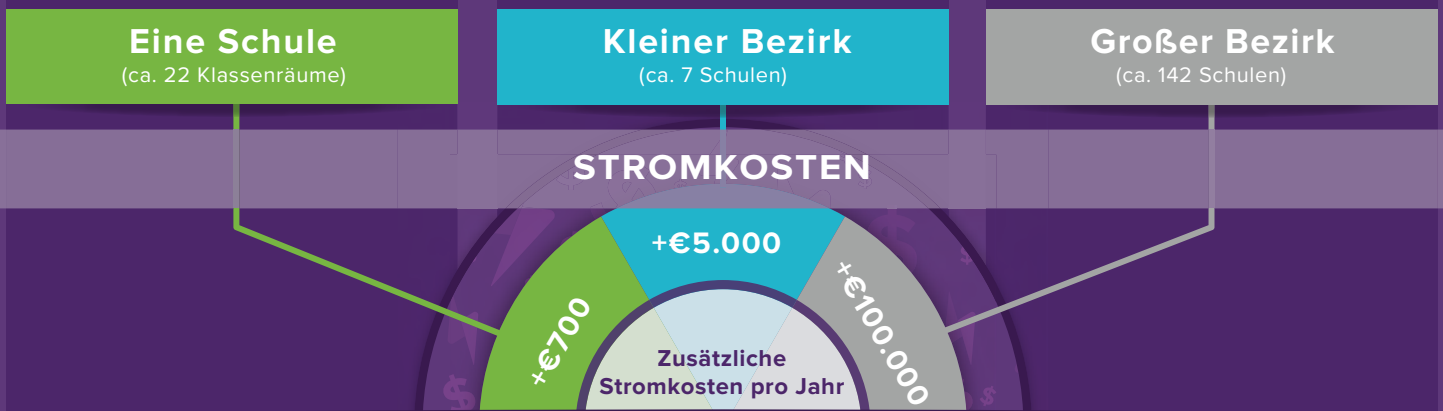 Eine Schule
(ca. 22 Klassenräume)
Kleiner Bezirk
(ca. 7 Schulen)
Großer Bezirk
(ca. 142 Schulen)
STROMKOSTEN
+€700
+€5.000
+€100.000
Zusätzliche
Stromkosten pro Jahr